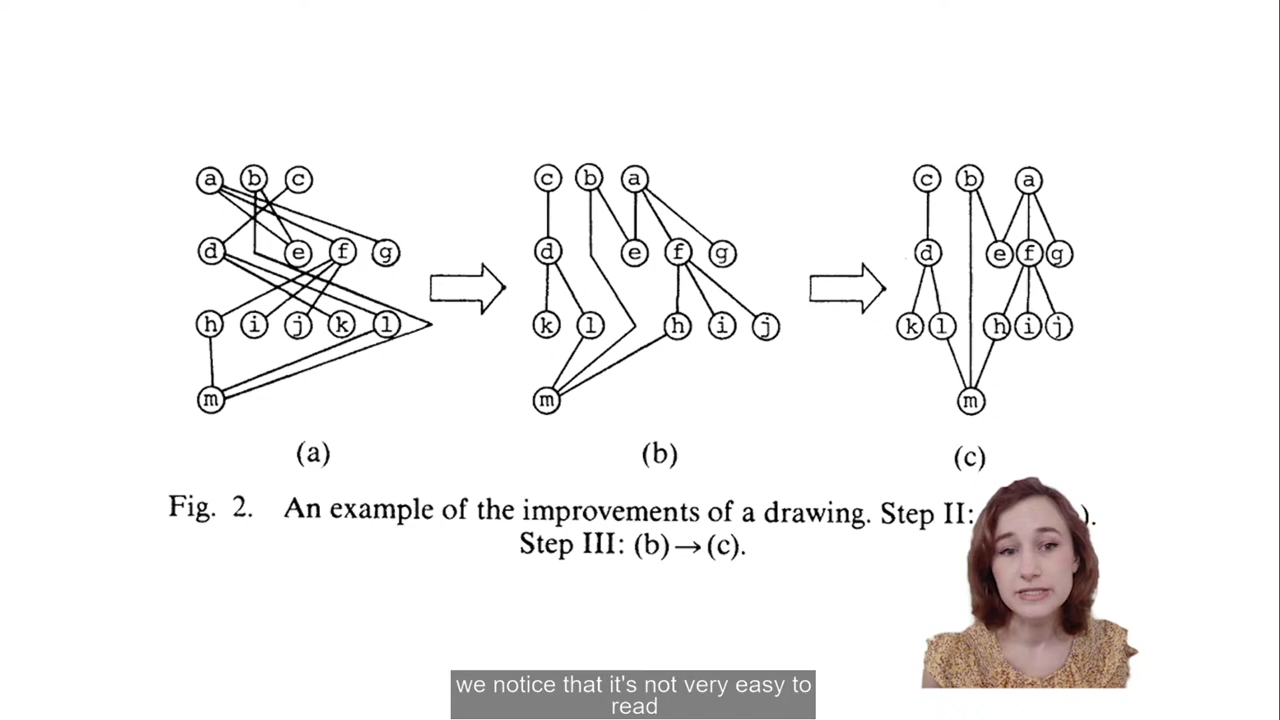 a b c
d e f g
h i j k l
m
(a)
c b a
d e f g
k l h i j
m
(b)
c b a
d e f g
k l h i j
m
(c)
Fig. 2. An example of the improvements of a drawing. Step II: ).
Step III: (b)→(c).
we notice that it's not very easy to
read